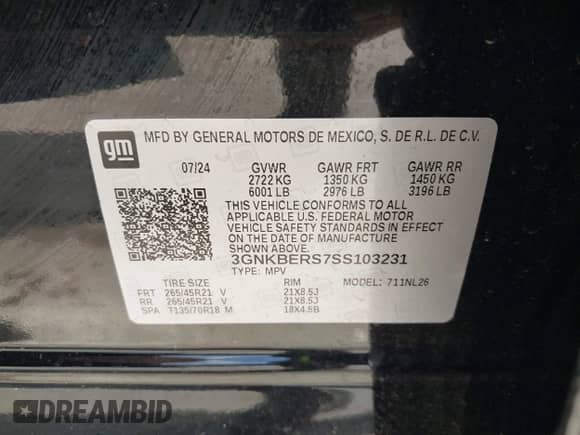 gm
MFD BY GENERAL MOTORS DE MEXICO, S. DE R.L. DE C.V.
07/24 GVWR GAWR FRT GAWR RR
2722 KG 1350 KG 1450 KG
6001 LB 2976 LB 3196 LB
THIS VEHICLE CONFORMS TO ALL
APPLICABLE U.S. FEDERAL MOTOR
VEHICLE SAFETY STANDARDS IN EFFECT
ON THE DATE OF MANUFACTURE
SHOWN ABOVE.
3GNKBERS7SS103231
TYPE: MPV MODEL: 711NL26
TIRE SIZE RIM
FRT 265/45R21 V 21X8.5J
RR 265/45R21 V 21X8.5J
SPA T135/70R18 M 18X4.5B
DREAMBID